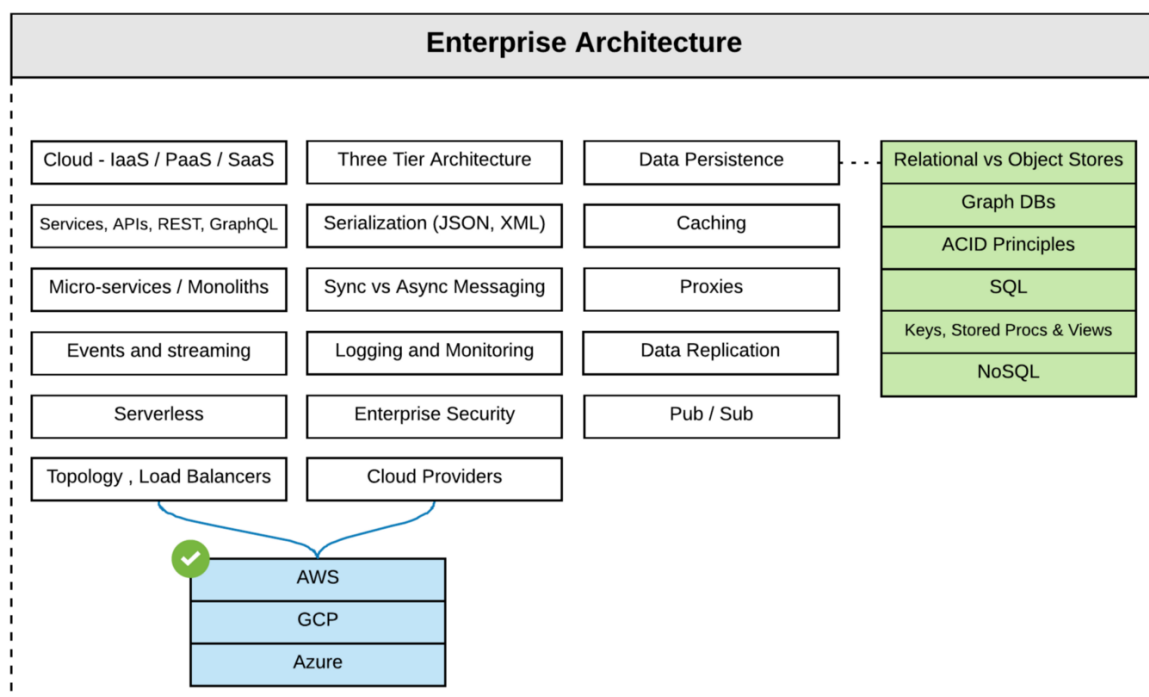 Enterprise Architecture
Cloud - IaaS / PaaS / SaaS
Three Tier Architecture
Data Persistence
Relational vs Object Stores
Services, APIs, REST, GraphQL
Serialization (JSON, XML)
Caching
Graph DBs
ACID Principles
Micro-services / Monoliths
Sync vs Async Messaging
Proxies
SQL
Keys, Stored Procs & Views
Events and streaming
Logging and Monitoring
Data Replication
NoSQL
Serverless
Enterprise Security
Pub / Sub
Topology , Load Balancers
Cloud Providers
AWS
GCP
Azure